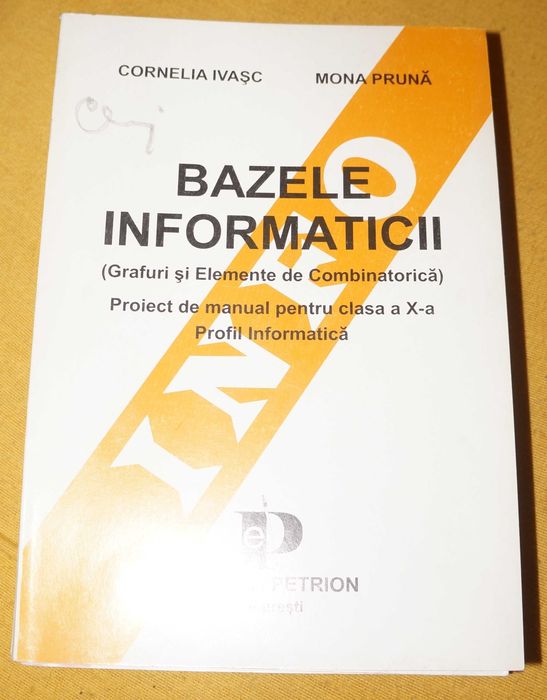 CORNELIA IVAŞC MONA PRUNĂ
BAZELE
INFORMATICII
(Grafuri şi Elemente de Combinatorică)
Proiect de manual pentru clasa a X-a
Profil Informatică
INFO
PETRION